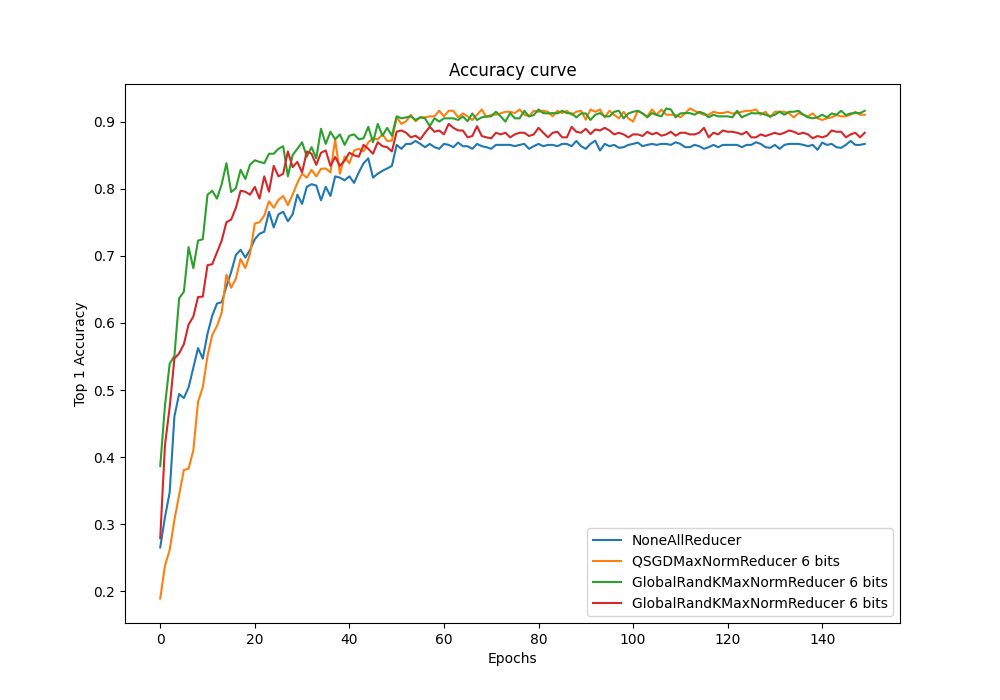 Accuracy curve
Top 1 Accuracy
0.9
0.8
0.7
0.6
0.5
0.4
0.3
0.2
0 20 40 60 80 100 120 140
Epochs
NoneAllReducer
QSGDMaxNormReducer 6 bits
GlobalRandKMaxNormReducer 6 bits
GlobalRandKMaxNormReducer 6 bits